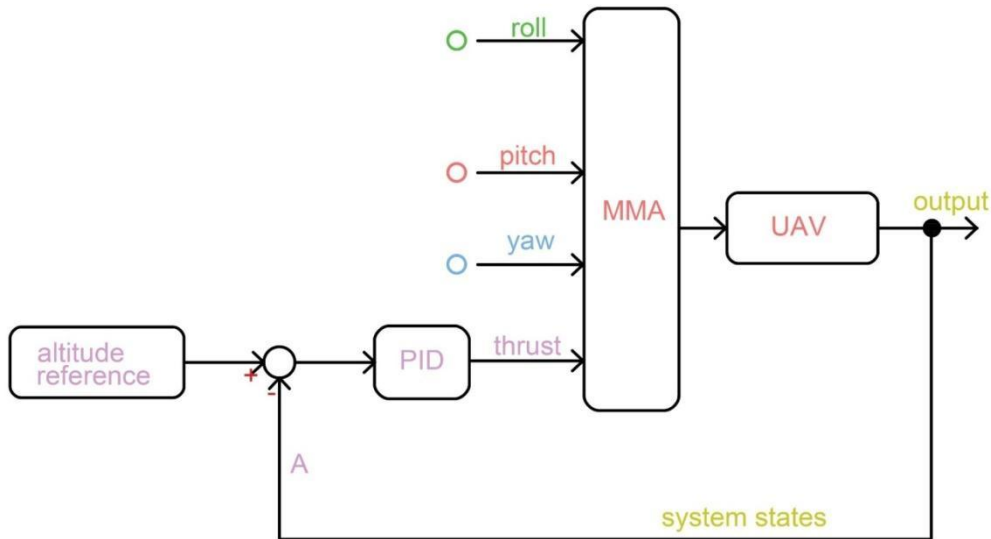 roll
pitch
MMA
output
UAV
yaw
thrust
altitude
reference
PID
+
-
A
system states